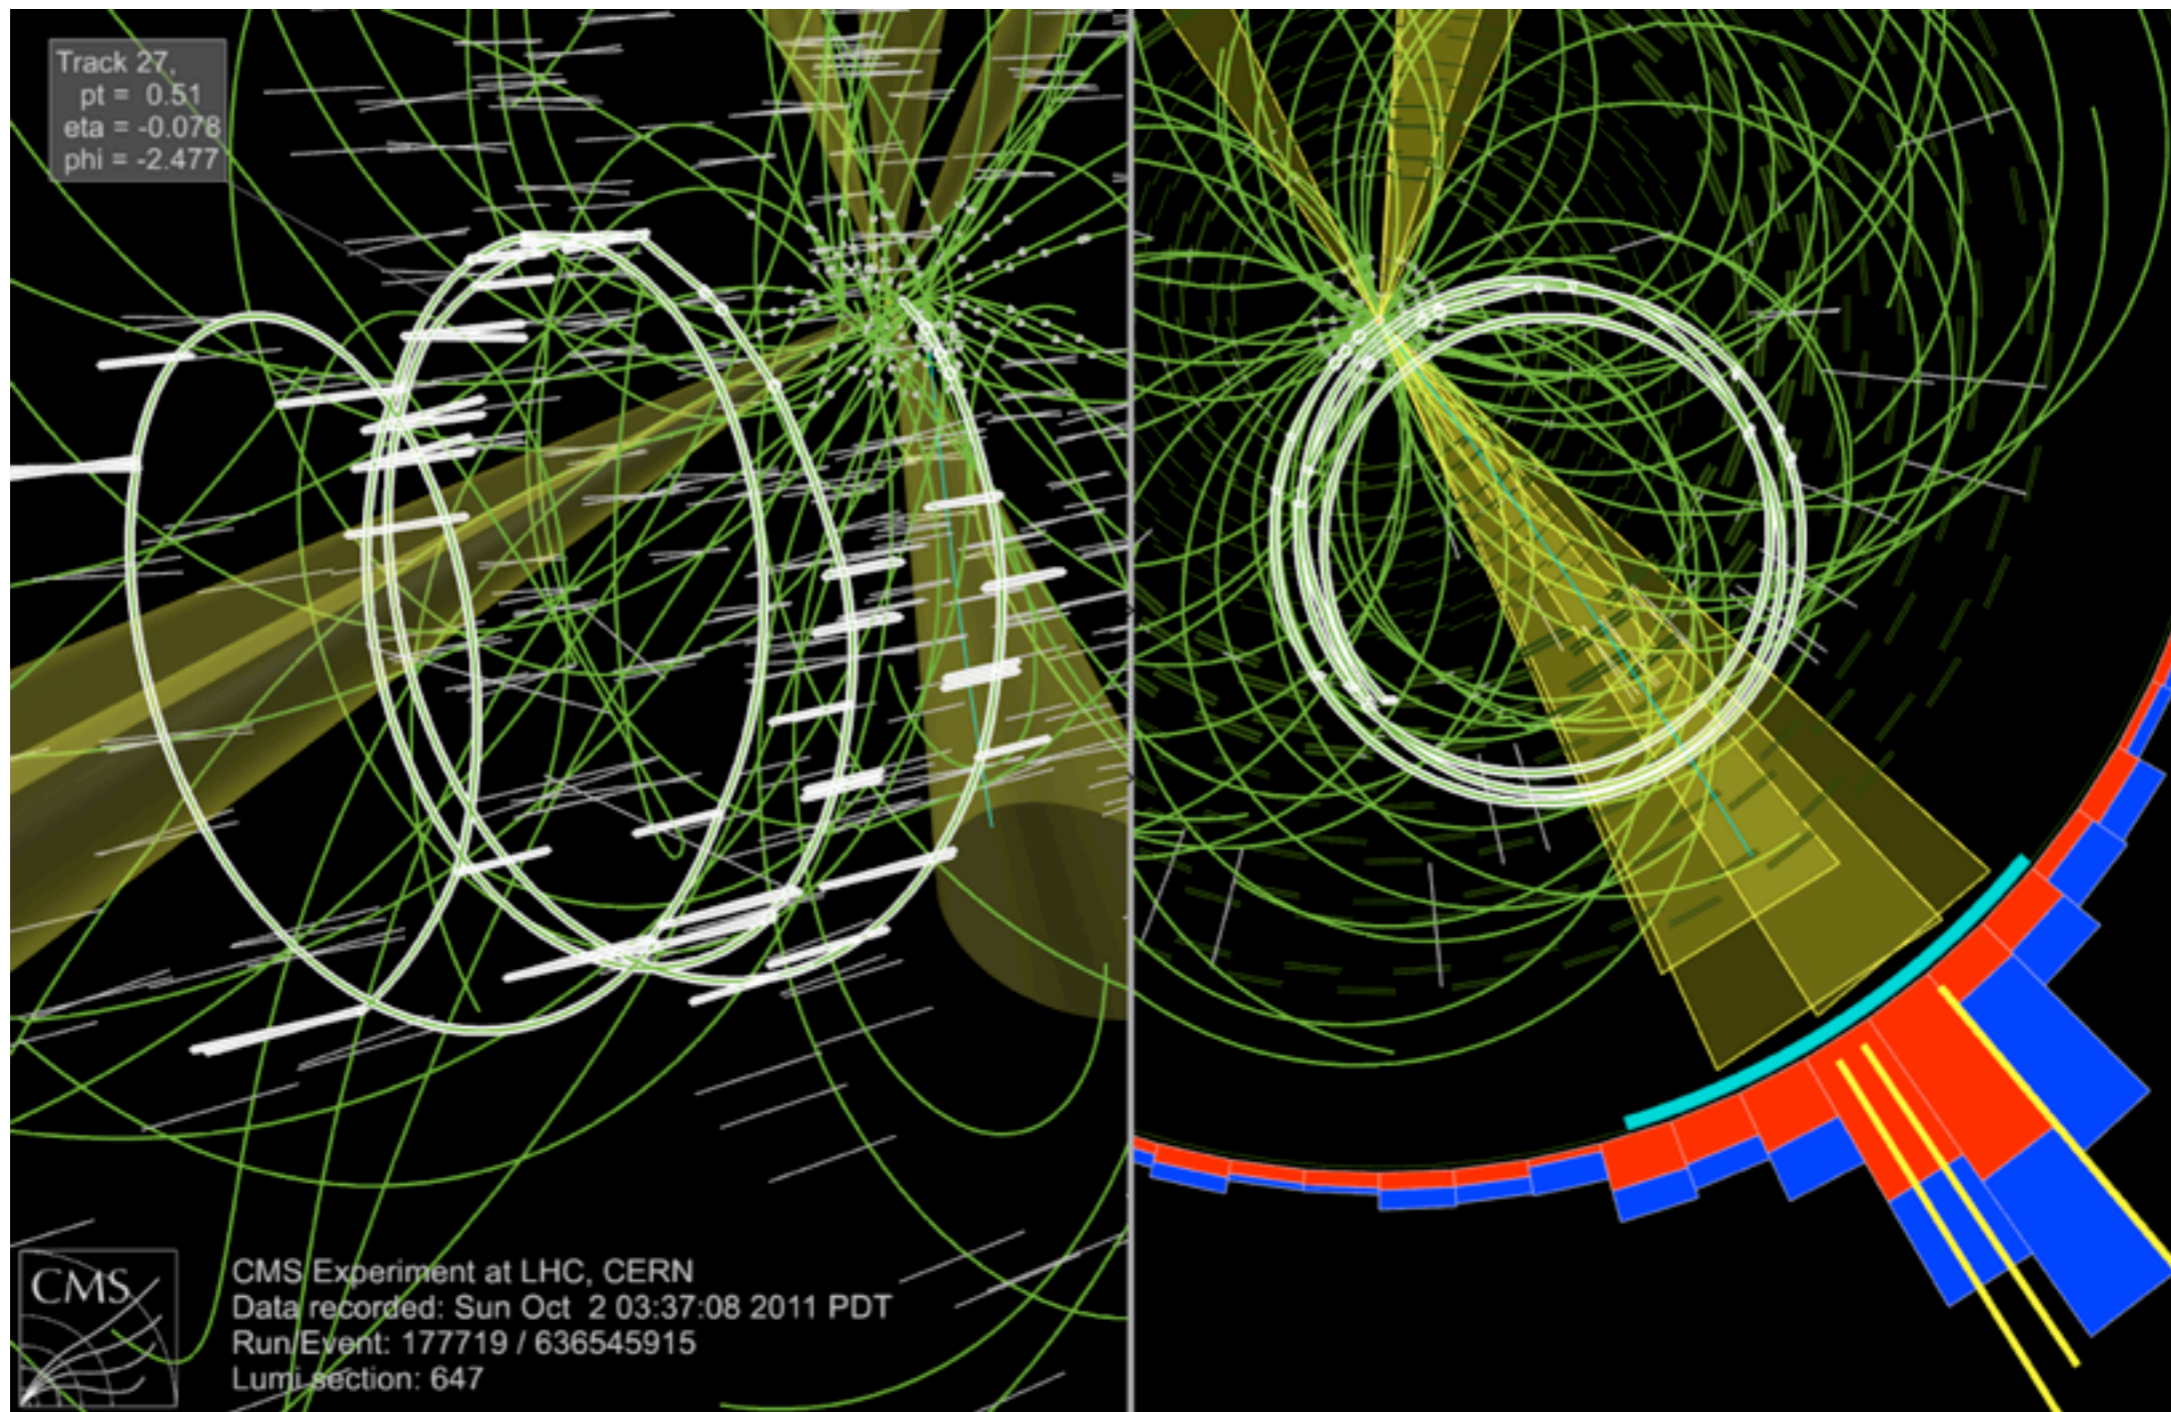 Track 27,
pt = 0.51
eta = -0.078
phi = -2.477
CMS
CMS Experiment at LHC, CERN
Data recorded: Sun Oct 2 03:37:08 2011 PDT
Run/Event: 177719 / 636545915
Lumi section: 647